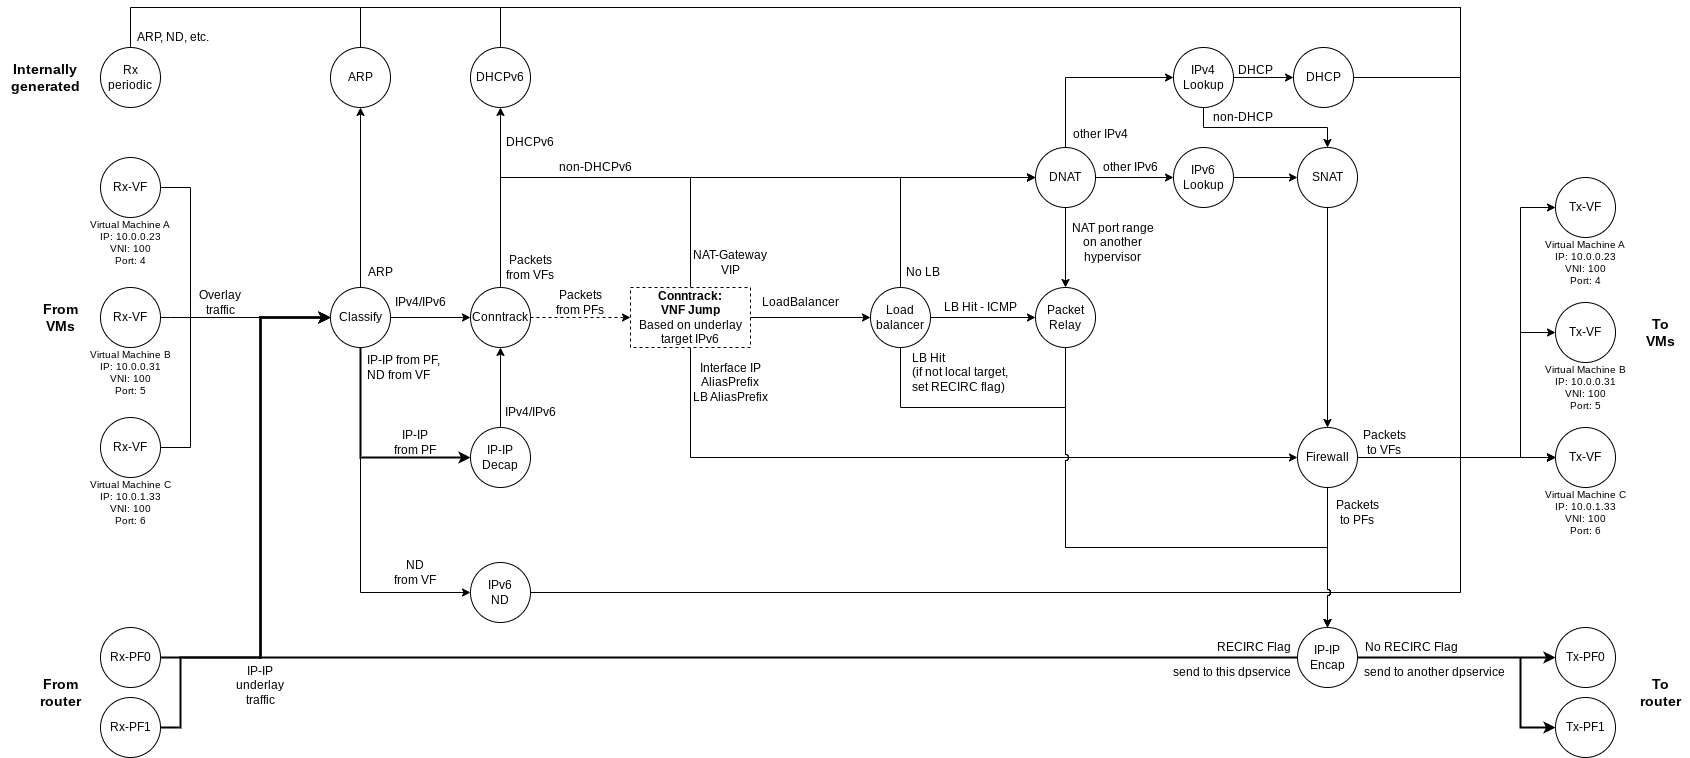 ARP, ND, etc.
Internally
generated
Rx
periodic
ARP
DHCPv6
IPv4
Lookup
DHCP
DHCP
non-DHCP
DHCPv6
non-DHCPv6
other IPv4
DNAT
other IPv6
IPv6
Lookup
SNAT
Rx-VF
Virtual Machine A
IP: 10.0.0.23
VNI: 100
Port: 4
Tx-VF
Virtual Machine A
IP: 10.0.0.23
VNI: 100
Port: 4
NAT port range
on another
hypervisor
ARP
Packets
from VFs
NAT-Gateway
VIP
No LB
From
VMs
Rx-VF
Virtual Machine B
IP: 10.0.0.31
VNI: 100
Port: 5
Overlay
traffic
Classify
IPv4/IPv6
Conntrack
Packets
from PFs
Conntrack:
VNF Jump
Based on underlay
target IPv6
LoadBalancer
Load
balancer
LB Hit - ICMP
Packet
Relay
Tx-VF
Virtual Machine B
IP: 10.0.0.31
VNI: 100
Port: 5
To
VMs
IP-IP from PF,
ND from VF
Interface IP
AliasPrefix
LB AliasPrefix
LB Hit
(if not local target,
set RECIRC flag)
IPv4/IPv6
Rx-VF
Virtual Machine C
IP: 10.0.1.33
VNI: 100
Port: 6
IP-IP
from PF
IP-IP
Decap
Firewall
Packets
to VFs
Tx-VF
Virtual Machine C
IP: 10.0.1.33
VNI: 100
Port: 6
Packets
to PFs
ND
from VF
IPv6
ND
From
router
Rx-PF0
Rx-PF1
IP-IP
underlay
traffic
RECIRC Flag
send to this dpservice
IP-IP
Encap
No RECIRC Flag
send to another dpservice
Tx-PF0
Tx-PF1
To
router